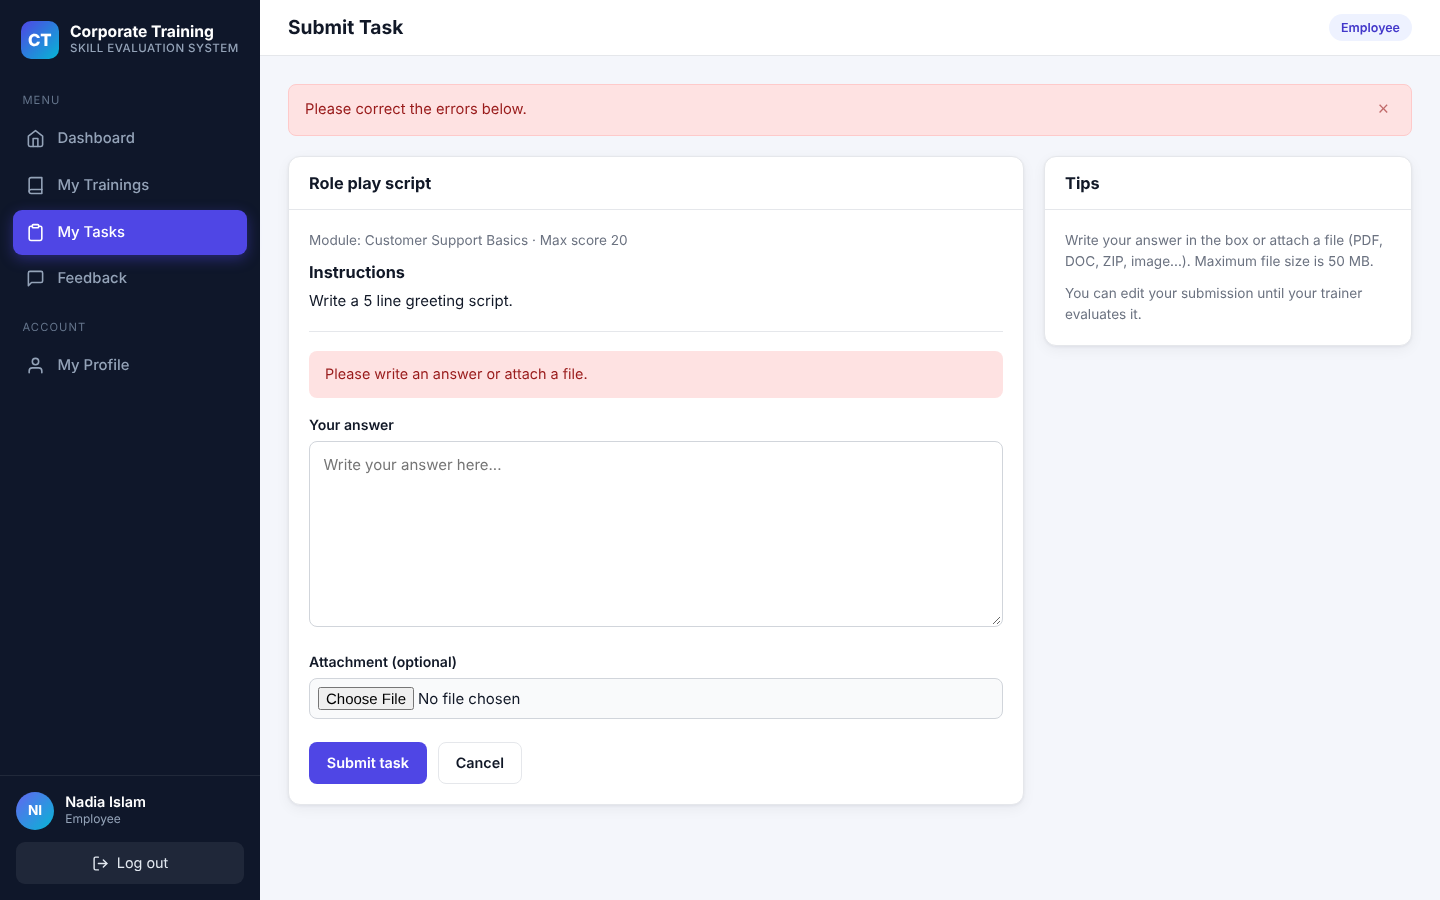 CT
Corporate Training
SKILL EVALUATION SYSTEM
MENU
Dashboard
My Trainings
My Tasks
Feedback
ACCOUNT
My Profile
NI
Nadia Islam
Employee
Log out
Submit Task
Employee
Please correct the errors below.
×
Role play script
Module: Customer Support Basics · Max score 20
Instructions
Write a 5 line greeting script.
Please write an answer or attach a file.
Your answer
Write your answer here...
Attachment (optional)
Choose File No file chosen
Submit task
Cancel
Tips
Write your answer in the box or attach a file (PDF,
DOC, ZIP, image...). Maximum file size is 50 MB.
You can edit your submission until your trainer
evaluates it.